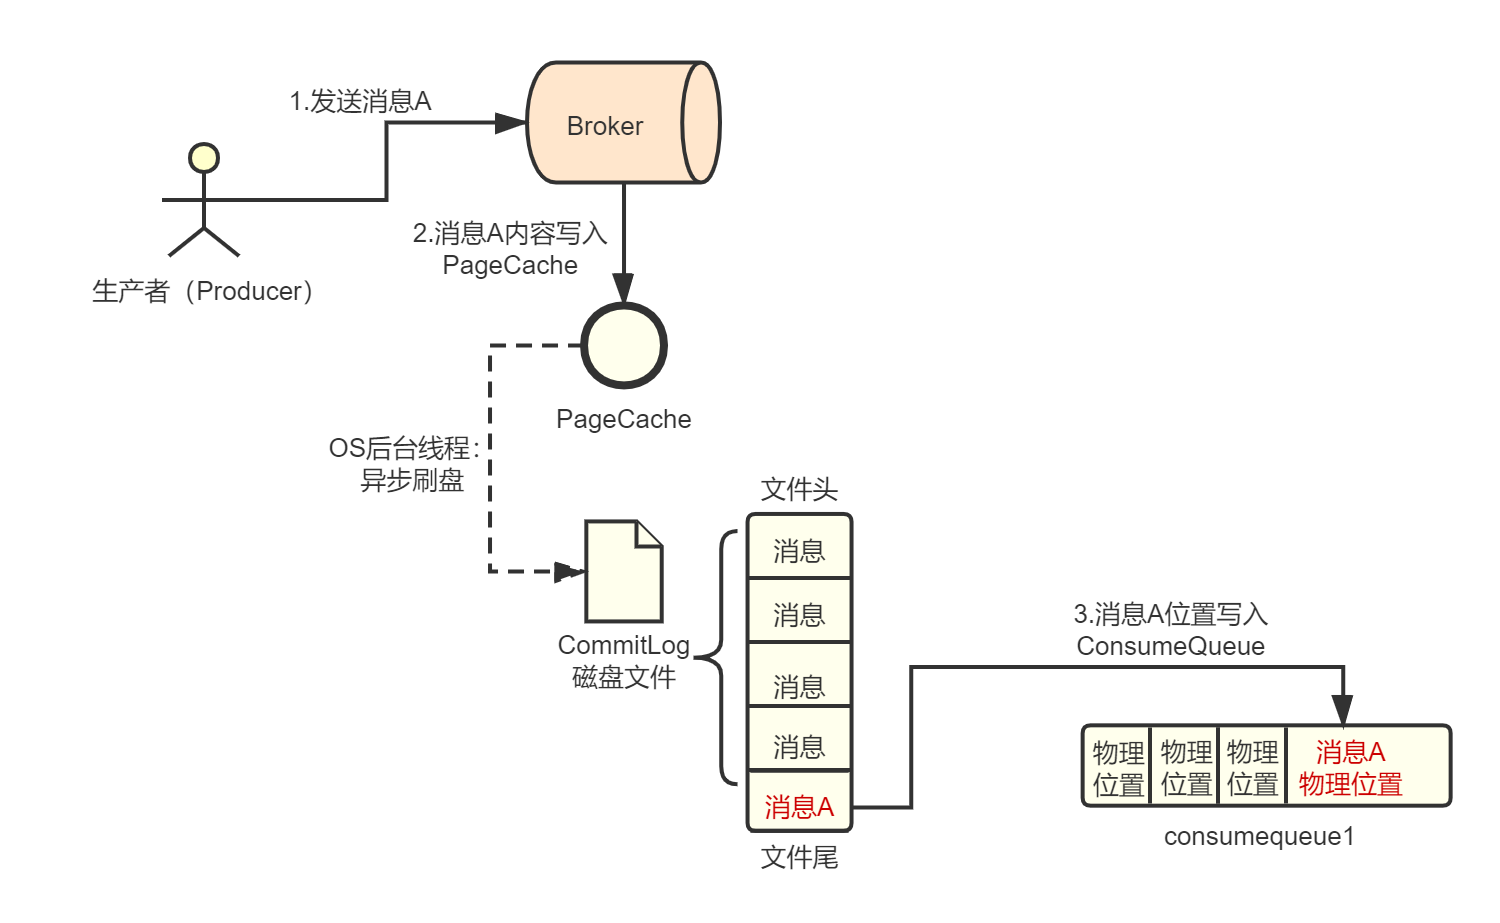 1.发送消息A
Broker
生产者（Producer）
2.消息A内容写入
PageCache
PageCache
OS后台线程：
异步刷盘
CommitLog
磁盘文件
文件头
消息
消息
消息
消息
消息A
文件尾
3.消息A位置写入
ConsumeQueue
物理
位置
物理
位置
物理
位置
消息A
物理位置
consumequeue1